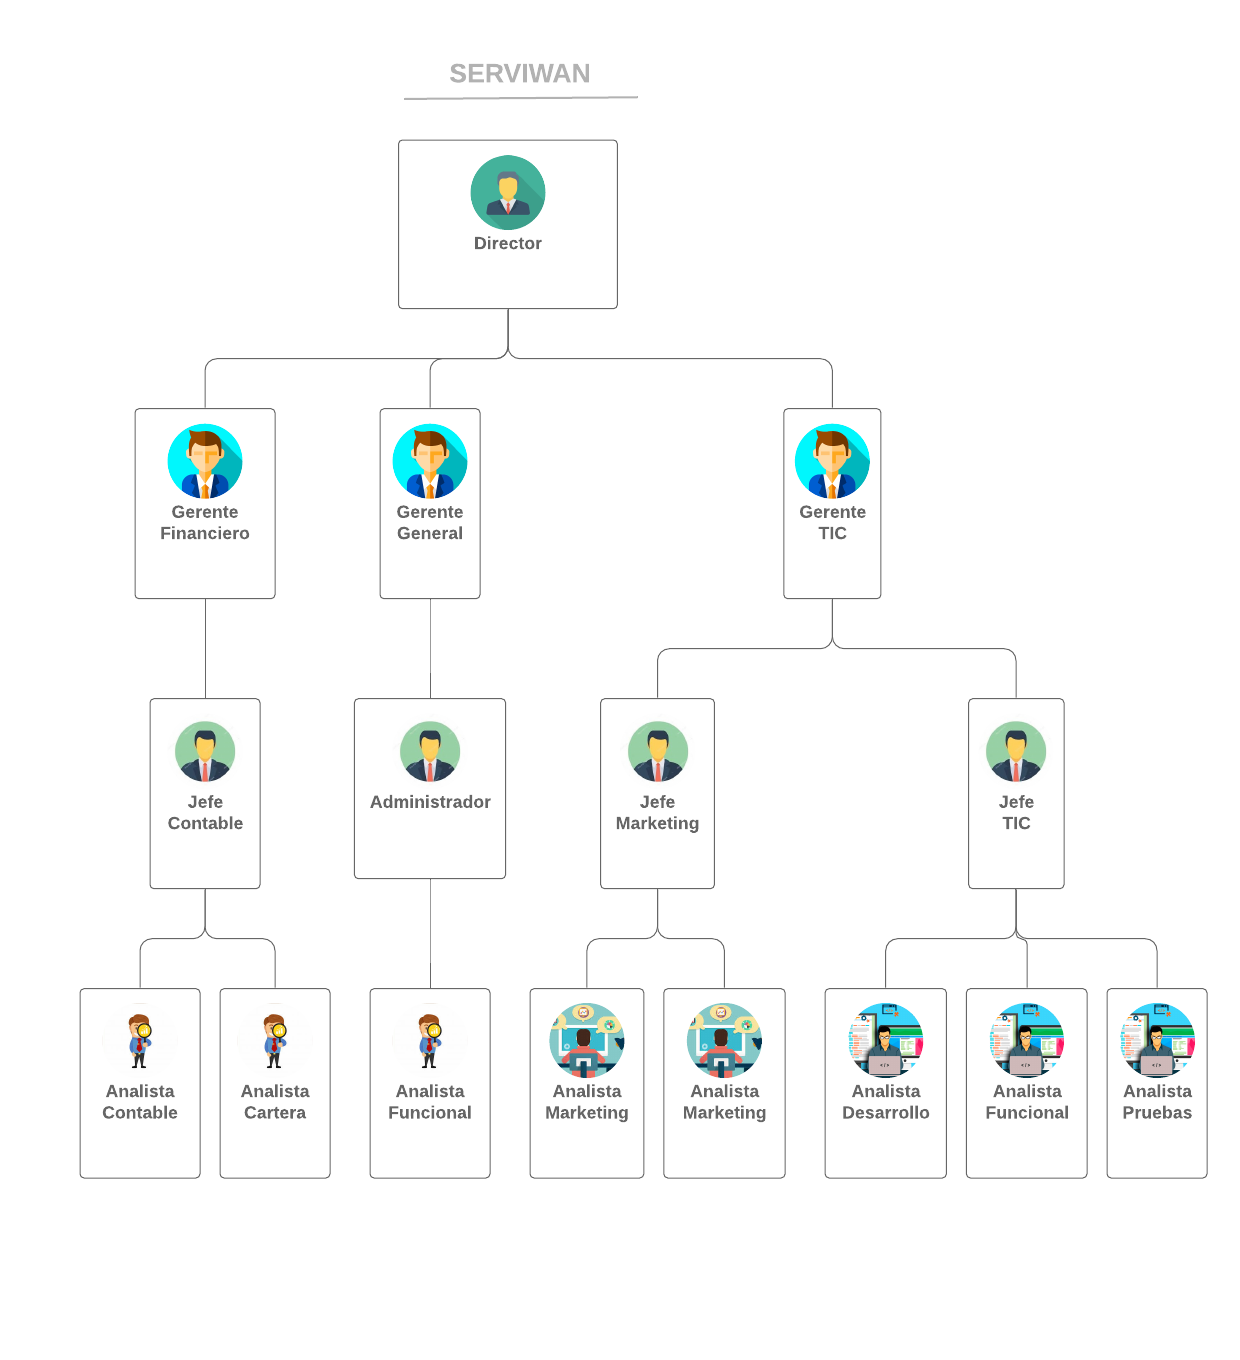 SERVIWAN
Director
Gerente
Financiero
Gerente
General
Gerente
TIC
Jefe
Contable
Administrador
Jefe
Marketing
Jefe
TIC
Analista
Contable
Analista
Cartera
Analista
Funcional
Analista
Marketing
Analista
Marketing
Analista
Desarrollo
Analista
Funcional
Analista
Pruebas